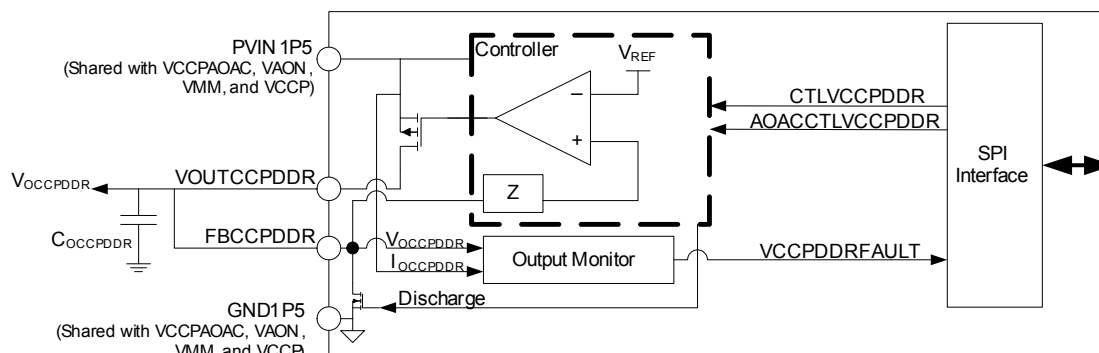 PVIN 1P5
(Shared with VCCPAOAC, VAON,
VMM, and VCCP)
Controller
VREF
−
+
Z
CTLVCCPDDR
AOACCTLVCCPDDR
SPI
Interface
VOCCPDDR
VOUTCCPDDR
COCCPDDR
FBCCPDDR
VOCCPDDR
IOCCPDDR
Output Monitor
VCCPDDRFAULT
Discharge
GND1P5
(Shared with VCCPAOAC, VAON,
VMM, and VCCP)